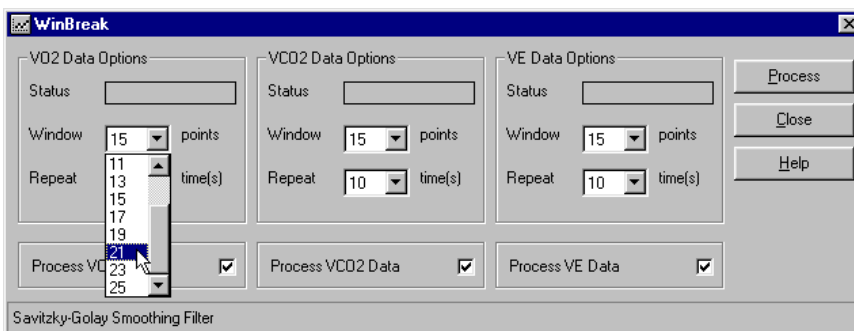 WinBreak
VO2 Data Options
VCO2 Data Options
VE Data Options
Status
Status
Status
Process
Window 15 points
Window 15 points
Window 15 points
Close
Repeat time(s)
Repeat 10 time(s)
Repeat 10 time(s)
Help
11
13
15
17
19
21
23
25
Process VO
Process VCO2 Data
Process VE Data
Savitzky-Golay Smoothing Filter